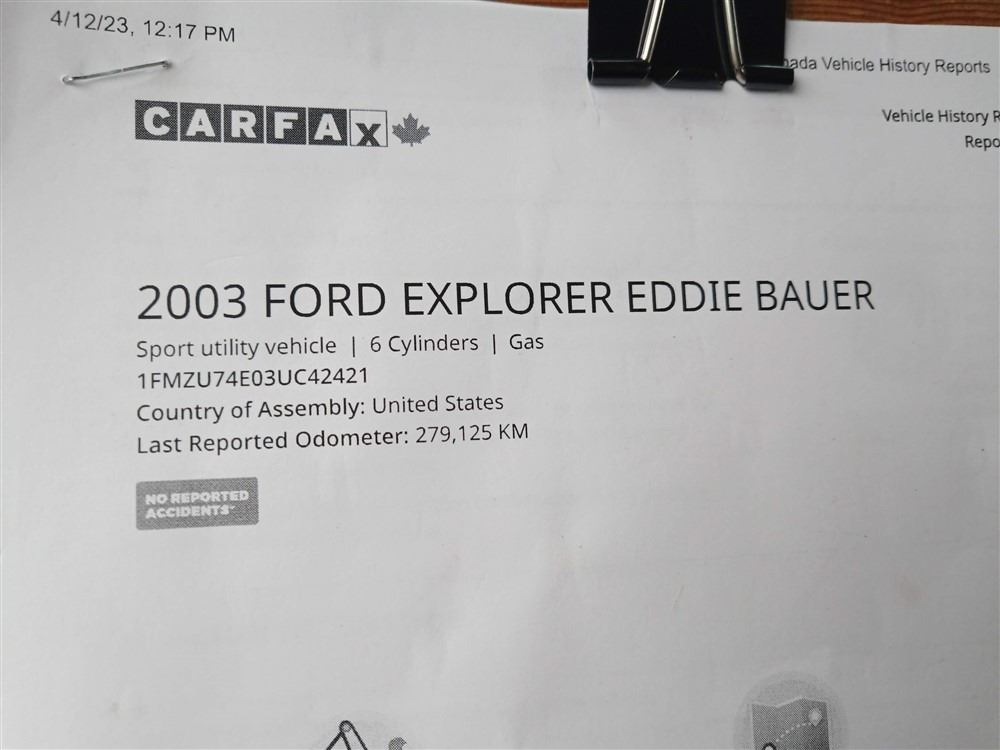 4/12/23, 12:17 PM
Vehicle History Reports
CARFAX
Vehicle History
2003 FORD EXPLORER EDDIE BAUER
Sport utility vehicle | 6 Cylinders | Gas
1FMZU74E03UC42421
Country of Assembly: United States
Last Reported Odometer: 279,125 KM
NO REPORTED
ACCIDENTS